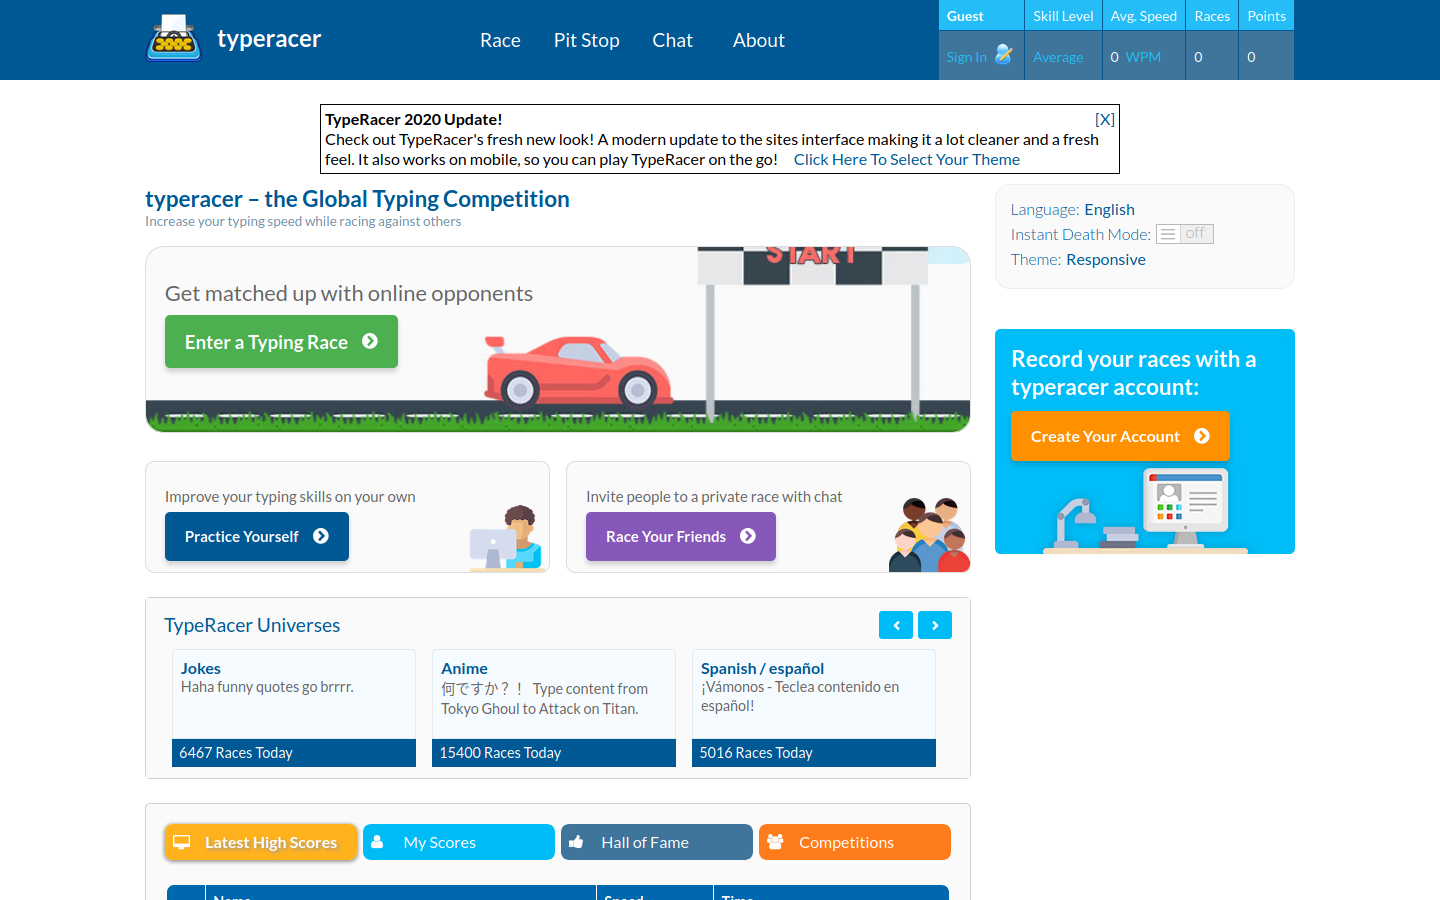 typeracer
Race Pit Stop Chat About
Guest Skill Level Avg. Speed Races Points
Sign In Average 0 WPM 0 0
TypeRacer 2020 Update! [X]
Check out TypeRacer's fresh new look! A modern update to the sites interface making it a lot cleaner and a fresh
feel. It also works on mobile, so you can play TypeRacer on the go! Click Here To Select Your Theme
typeracer – the Global Typing Competition
Increase your typing speed while racing against others
START
Get matched up with online opponents
Enter a Typing Race
Language: English
Instant Death Mode: off
Theme: Responsive
Record your races with a
typeracer account:
Create Your Account
Improve your typing skills on your own
Practice Yourself
Invite people to a private race with chat
Race Your Friends
TypeRacer Universes
Jokes
Haha funny quotes go brrrr.
6467 Races Today
Anime
何ですか？！ Type content from
Tokyo Ghoul to Attack on Titan.
15400 Races Today
Spanish / español
¡Vámonos - Teclea contenido en
español!
5016 Races Today
Latest High Scores My Scores Hall of Fame Competitions
Name Speed Time